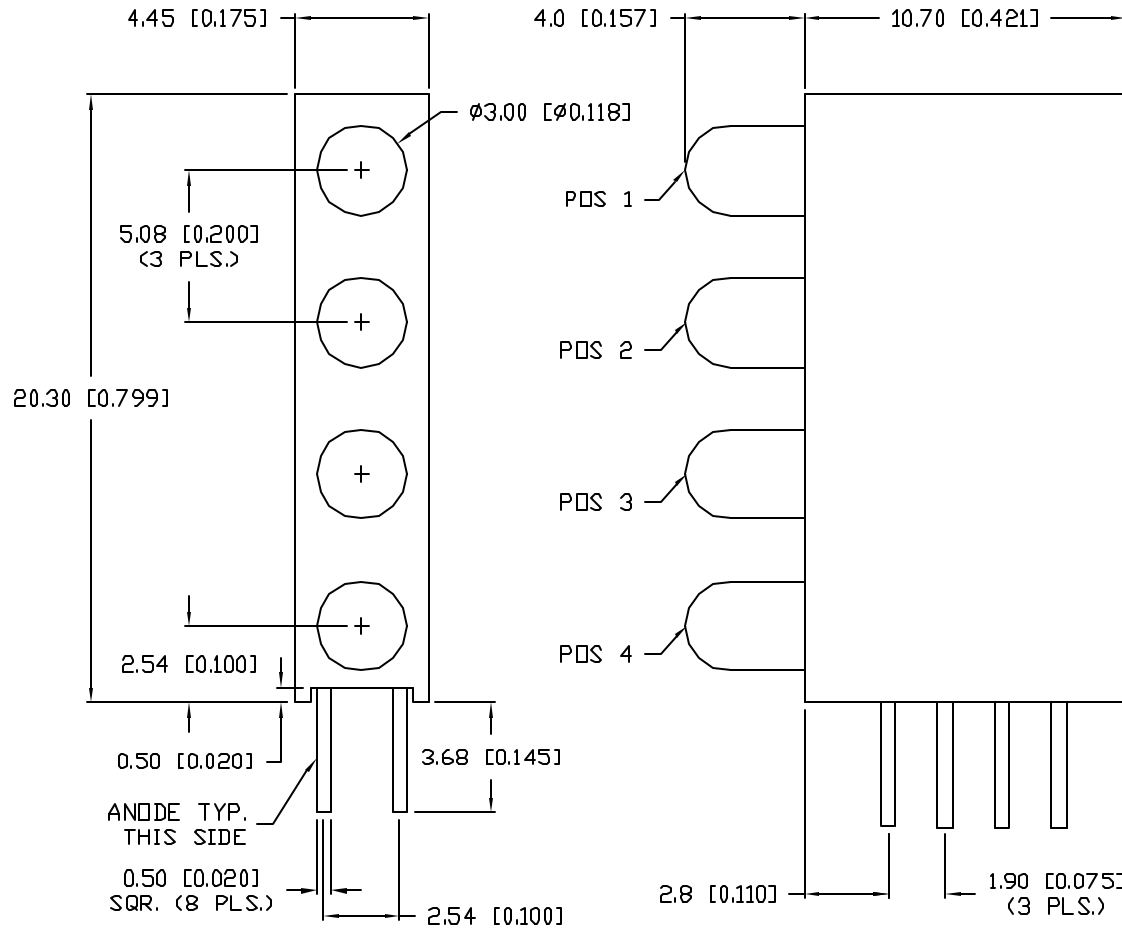 4.45 [0.175]
4.0 [0.157]
10.70 [0.421]
Ø3.00 [Ø0.118]
POS 1
5.08 [0.200]
(3 PLS.)
POS 2
20.30 [0.799]
POS 3
POS 4
2.54 [0.100]
0.50 [0.020]
3.68 [0.145]
ANODE TYP.
THIS SIDE
0.50 [0.020]
SQR. (8 PLS.)
2.54 [0.100]
2.8 [0.110]
1.90 [0.075]
(3 PLS.)